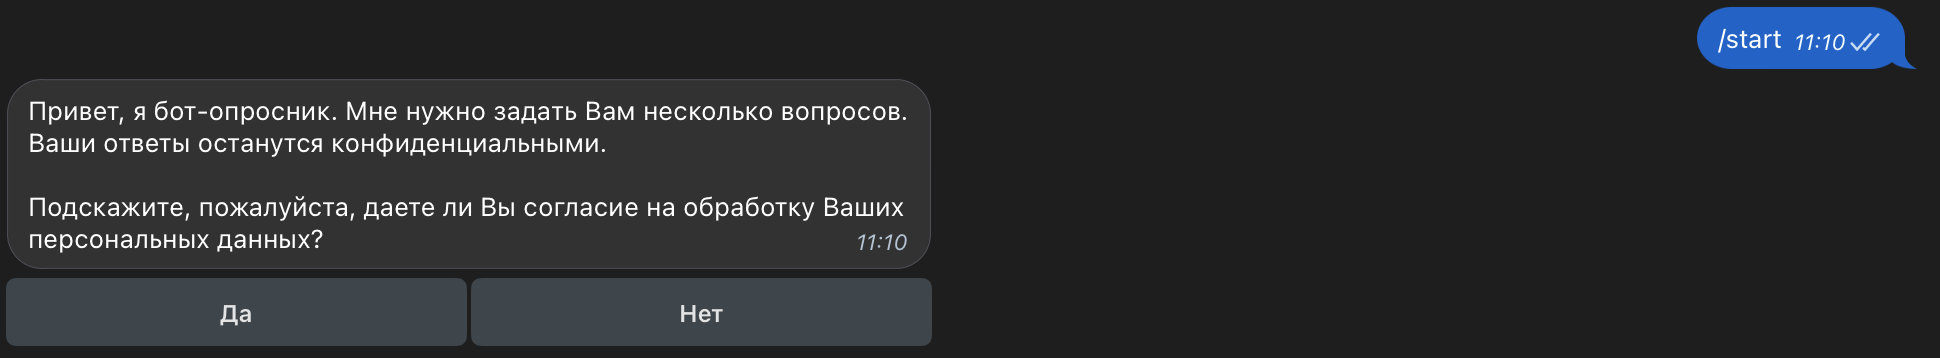 /start 11:10
Привет, я бот-опросник. Мне нужно задать Вам несколько вопросов.
Ваши ответы останутся конфиденциальными.
Подскажите, пожалуйста, даете ли Вы согласие на обработку Ваших
персональных данных? 11:10
Да Нет